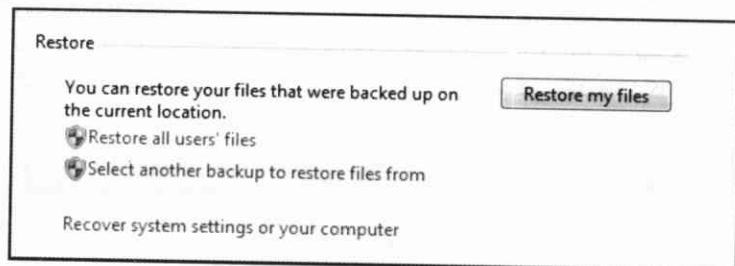 Restore
You can restore your files that were backed up on
the current location.
Restore my files
Restore all users' files
Select another backup to restore files from
Recover system settings or your computer